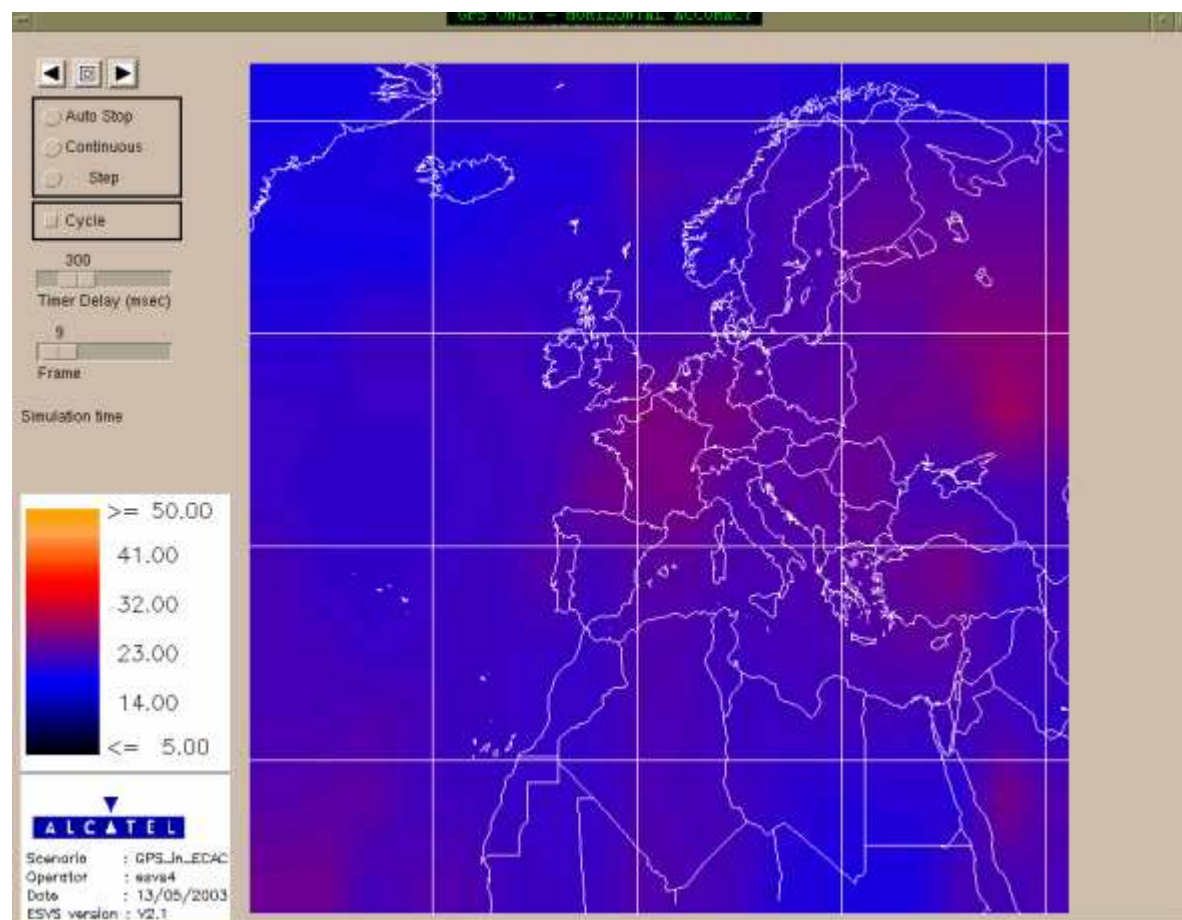 GPS ONLY - HORIZONTAL ACCURACY
Auto Stop
Continuous
Step
Cycle
300
Timer Delay (msec)
9
Frame
Simulation time
>= 50.00
41.00
32.00
23.00
14.00
<= 5.00
ALCATEL
Scenario : GPS_in_ECAC
Operator : esva4
Date : 13/05/2003
ESVS version : V2.1